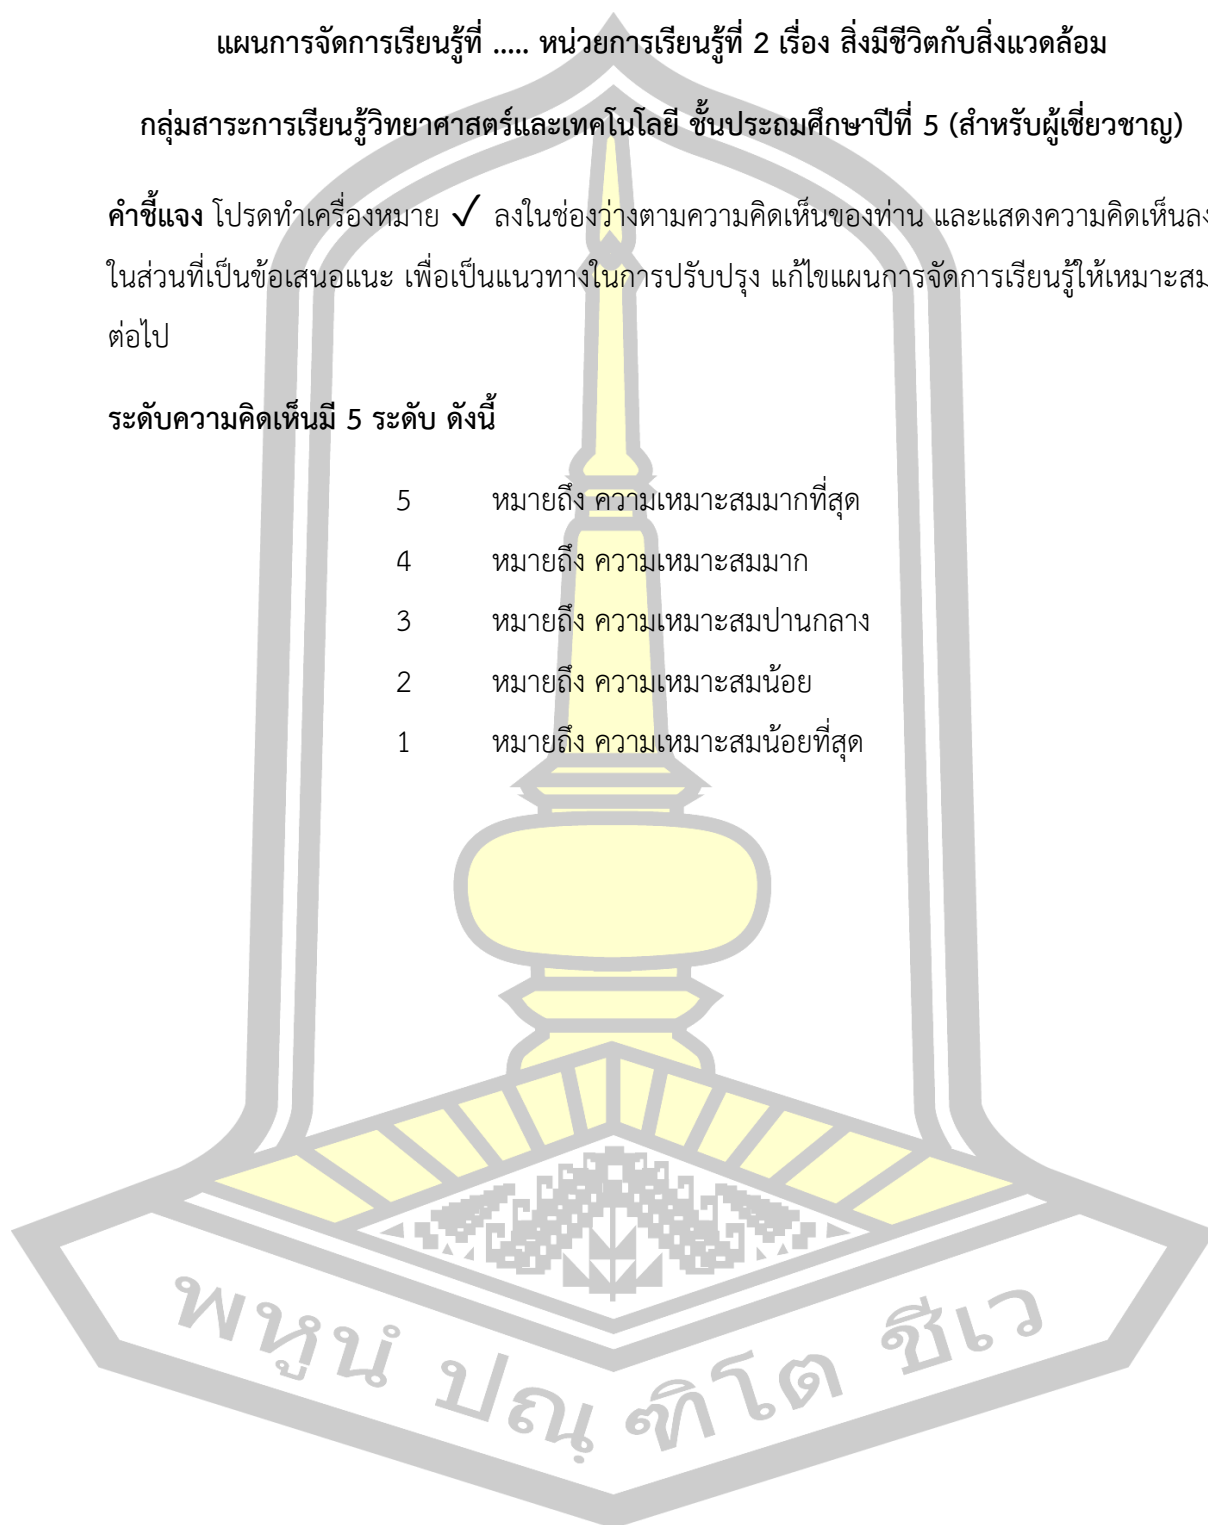 แผนการจัดการเรียนรู้ที่ ..... หน่วยการเรียนรู้ที่ 2 เรื่อง สิ่งมีชีวิตกับสิ่งแวดล้อม
กลุ่มสาระการเรียนรู้วิทยาศาสตร์และเทคโนโลยี ชั้นประถมศึกษาปีที่ 5 (สำหรับผู้เชี่ยวชาญ)
คำชี้แจง โปรดทำเครื่องหมาย ✓ ลงในช่องว่างตามความคิดเห็นของท่าน และแสดงความคิดเห็นลง
ในส่วนที่เป็นข้อเสนอแนะ เพื่อเป็นแนวทางในการปรับปรุง แก้ไขแผนการจัดการเรียนรู้ให้เหมาะสม
ต่อไป
ระดับความคิดเห็นมี 5 ระดับ ดังนี้
5 หมายถึง ความเหมาะสมมากที่สุด
4 หมายถึง ความเหมาะสมมาก
3 หมายถึง ความเหมาะสมปานกลาง
2 หมายถึง ความเหมาะสมน้อย
1 หมายถึง ความเหมาะสมน้อยที่สุด
พหูนํ ปณฺฑิโต ชีเว